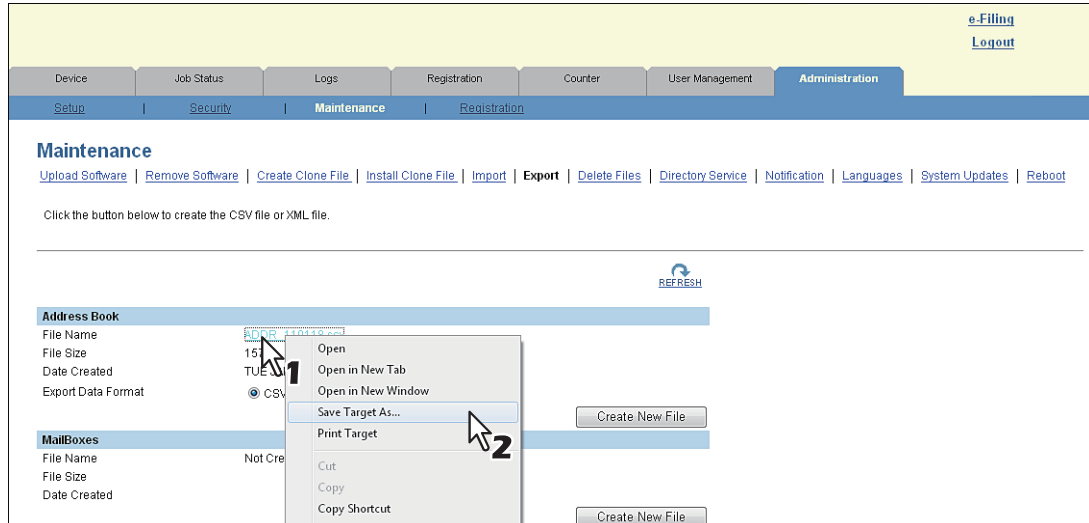 e-Filing
Logout
Device Job Status Logs Registration Counter User Management Administration
Setup | Security | Maintenance | Registration
Maintenance
Upload Software | Remove Software | Create Clone File | Install Clone File | Import | Export | Delete Files | Directory Service | Notification | Languages | System Updates | Reboot
Click the button below to create the CSV file or XML file.
REFRESH
Address Book
File Name
File Size 157
Date Created TUE
Export Data Format CSV
Open
Open in New Tab
Open in New Window
Save Target As...
Print Target
Cut
Copy
Copy Shortcut
1
2
Create New File
MailBoxes
File Name Not Cre
File Size
Date Created
Create New File